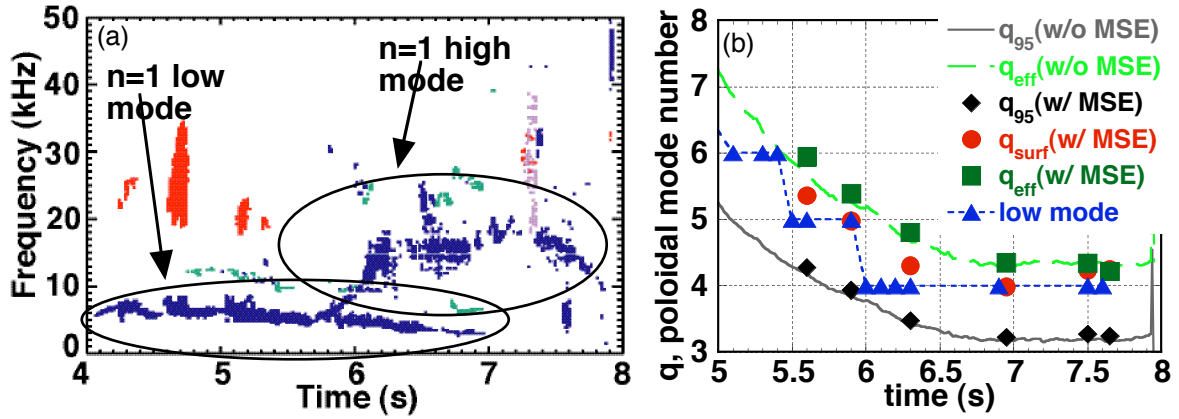 50
40
30
20
10
0
Frequency (kHz)
(a)
n=1 low
mode
n=1 high
mode
4
5
6
7
8
Time (s)
q, poloidal mode number
8
7
6
5
4
3
(b)
q95(w/o MSE)
qeff(w/o MSE)
q95(w/ MSE)
qsurf(w/ MSE)
qeff(w/ MSE)
low mode
5
5.5
6
6.5
7
7.5
8
time (s)